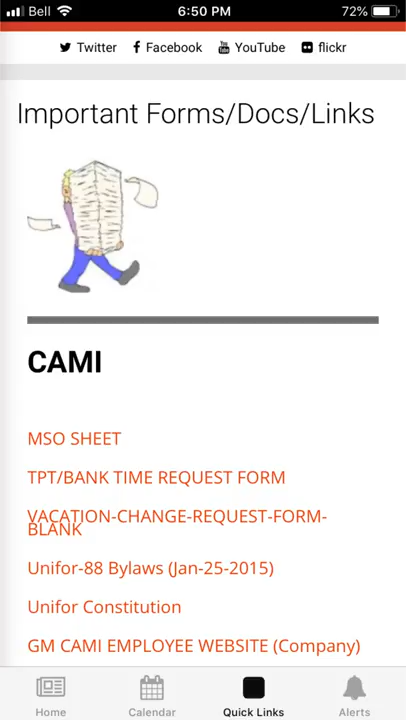 Bell 6:50 PM 72%
Twitter Facebook YouTube flickr
Important Forms/Docs/Links
CAMI
MSO SHEET
TPT/BANK TIME REQUEST FORM
VACATION-CHANGE-REQUEST-FORM-
BLANK
Unifor-88 Bylaws (Jan-25-2015)
Unifor Constitution
GM CAMI EMPLOYEE WEBSITE (Company)
Home Calendar Quick Links Alerts